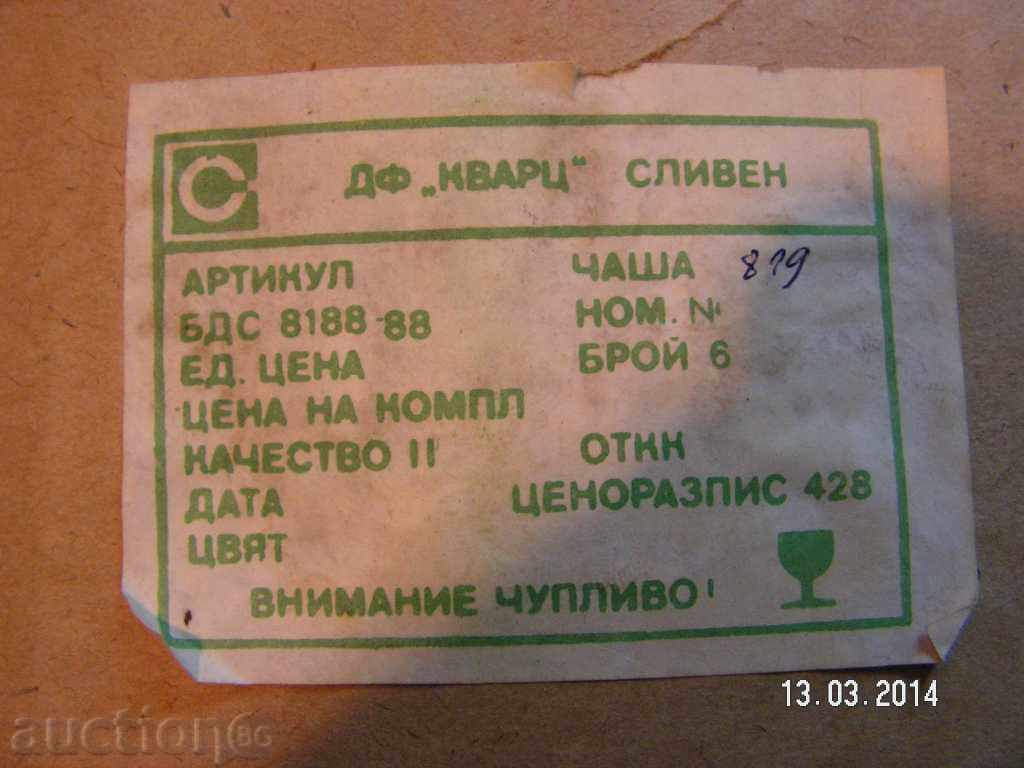 ДФ „КВАРЦ“ СЛИВЕН
АРТИКУЛ ЧАША 819
БДС 8188-88 НОМ. №
ЕД. ЦЕНА БРОЙ 6
ЦЕНА НА КОМПЛ
КАЧЕСТВО II ОТКК
ДАТА ЦЕНОРАЗПИС 428
ЦВЯТ
ВНИМАНИЕ ЧУПЛИВО!
13.03.2014
auction.BG